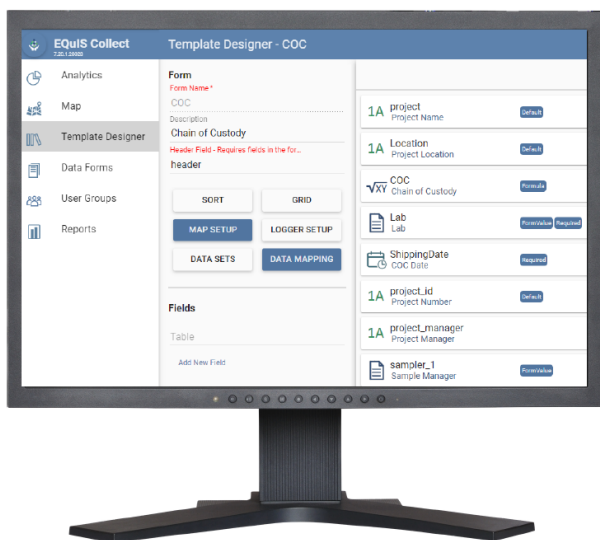 EQuIS Collect
Template Designer - COC
Analytics
Map
Template Designer
Data Forms
User Groups
Reports
Form
Form Name *
COC
Description
Chain of Custody
Header Field - Requires fields in the for...
header
SORT
GRID
MAP SETUP
LOGGER SETUP
DATA SETS
DATA MAPPING
Fields
Table
Add New Field
1A project
Project Name
Default
1A Location
Project Location
Default
√XY COC
Chain of Custody
Formula
Lab
Lab
FormValue Required
ShippingDate
COC Date
Required
1A project_id
Project Number
Default
1A project_manager
Project Manager
sampler_1
Sample Manager
FormValue